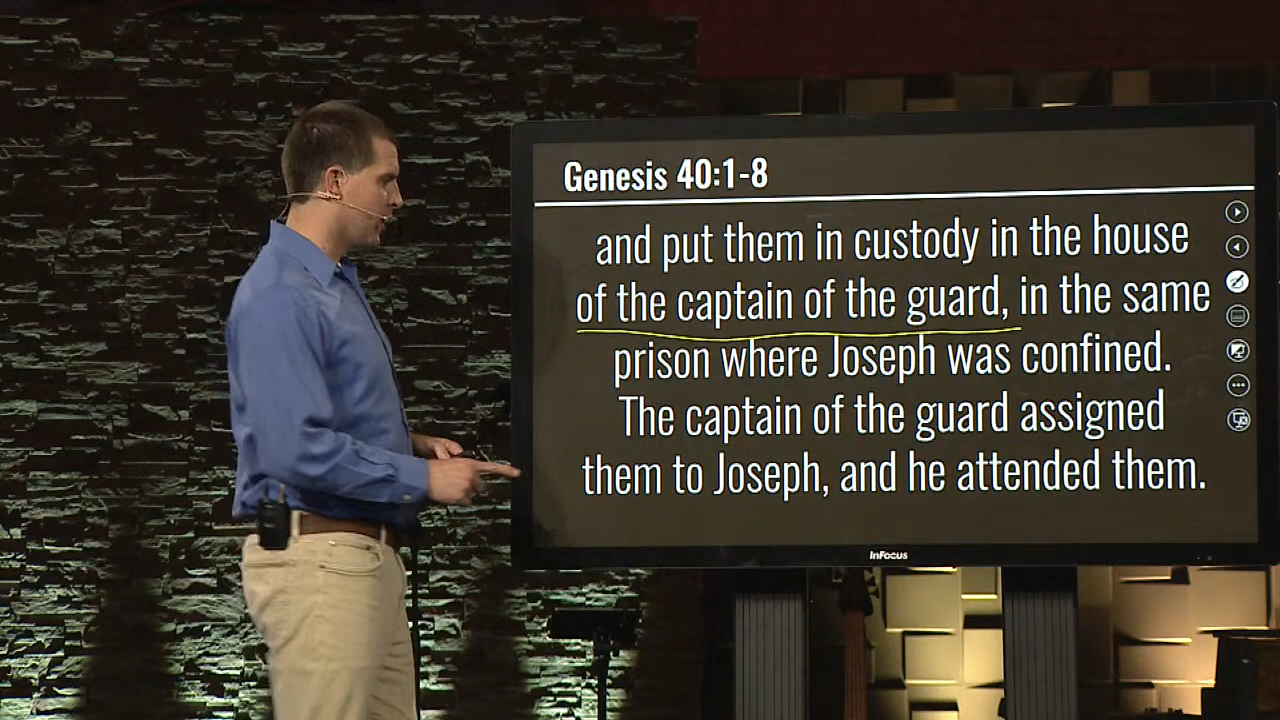 Genesis 40:1-8
and put them in custody in the house
of the captain of the guard, in the same
prison where Joseph was confined.
The captain of the guard assigned
them to Joseph, and he attended them.
InFocus